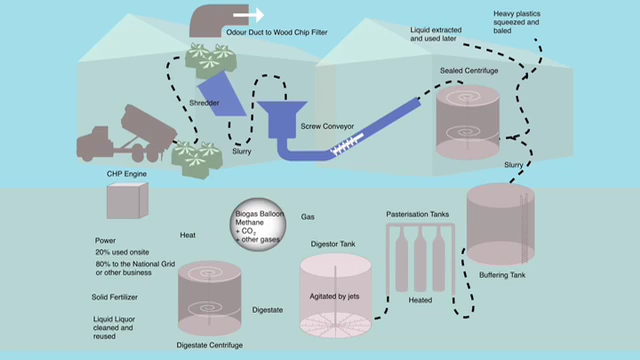 Heavy plastics
squeezed and
baled
Odour Duct to Wood Chip Filter
Liquid extracted
and used later
Sealed Centrifuge
Shredder
Screw Conveyor
Slurry
Slurry
CHP Engine
Biogas Balloon
Methane
+ CO₂
+ other gases
Gas
Pasterisation Tanks
Heat
Power
20% used onsite
80% to the National Grid
or other business
Digestor Tank
Buffering Tank
Solid Fertilizer
Agitated by jets
Heated
Digestate
Liquid Liquor
cleaned and
reused
Digestate Centrifuge